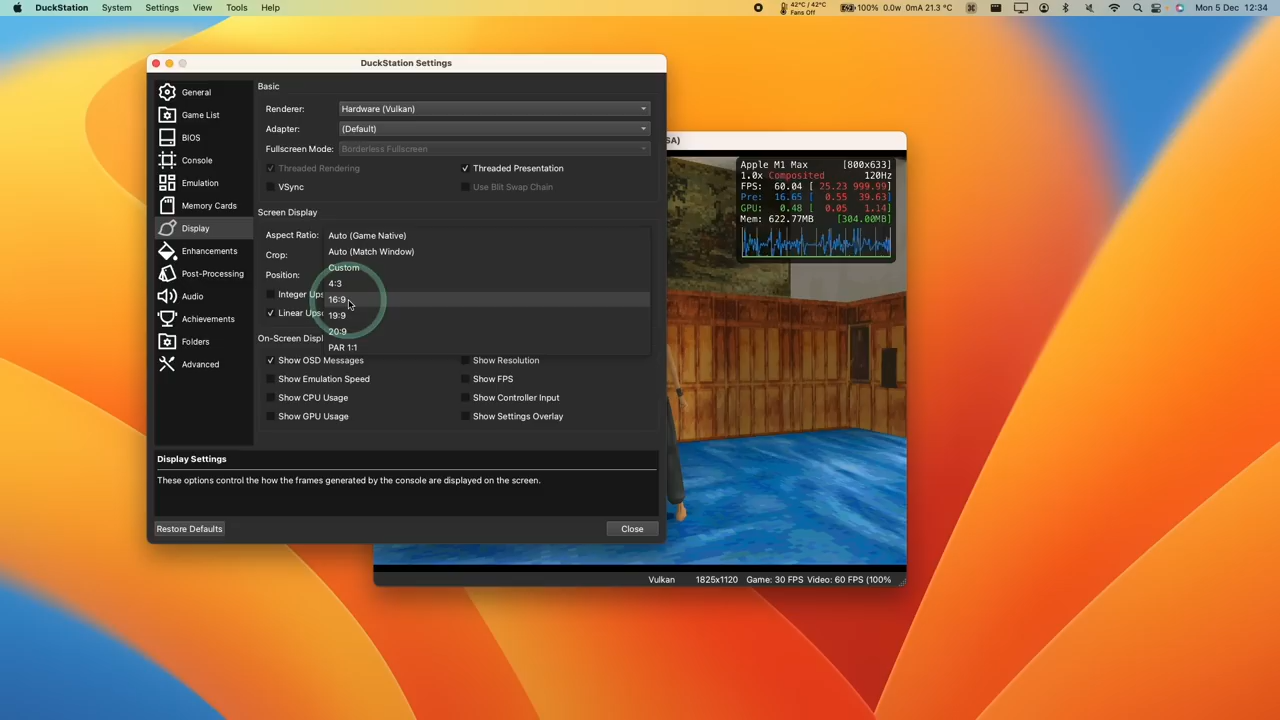 DuckStation System Settings View Tools Help 42°C / 42°C Fans Off 100% 0.0w 0mA 21.3 °C Mon 5 Dec 12:34
DuckStation Settings
General
Game List
BIOS
Console
Emulation
Memory Cards
Display
Enhancements
Post-Processing
Audio
Achievements
Folders
Advanced
Basic
Renderer: Hardware (Vulkan)
Adapter: (Default)
Fullscreen Mode: Borderless Fullscreen
Threaded Rendering Threaded Presentation
VSync Use Blit Swap Chain
Screen Display
Aspect Ratio: Auto (Game Native)
Crop: Auto (Match Window)
Custom
Position: 4:3
Integer Ups 16:9
Linear Ups 19:9
20:9
On-Screen Displ PAR 1:1
Show OSD Messages Show Resolution
Show Emulation Speed Show FPS
Show CPU Usage Show Controller Input
Show GPU Usage Show Settings Overlay
Display Settings
These options control the how the frames generated by the console are displayed on the screen.
Restore Defaults Close
SA)
Apple M1 Max [800x633]
1.0x Composited 120Hz
FPS: 60.04 [ 25.23 999.99]
Pre: 16.65 [ 0.55 39.63]
GPU: 0.48 [ 0.05 1.14]
Mem: 622.77MB [304.00MB]
Vulkan 1825x1120 Game: 30 FPS Video: 60 FPS (100%